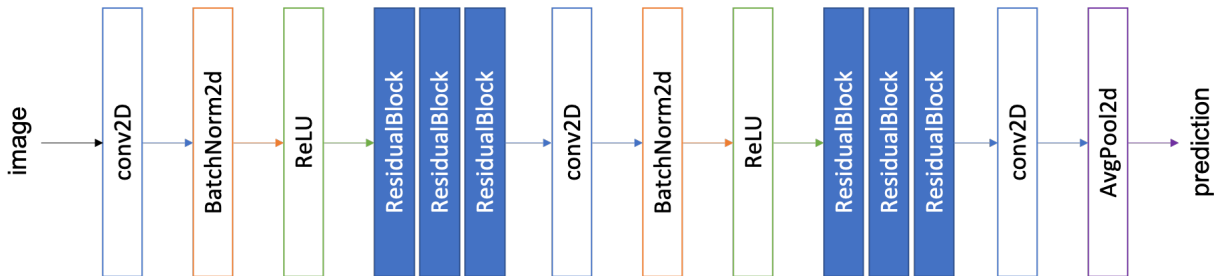 image
conv2D
BatchNorm2d
ReLU
ResidualBlock
ResidualBlock
ResidualBlock
conv2D
BatchNorm2d
ReLU
ResidualBlock
ResidualBlock
ResidualBlock
conv2D
AvgPool2d
prediction